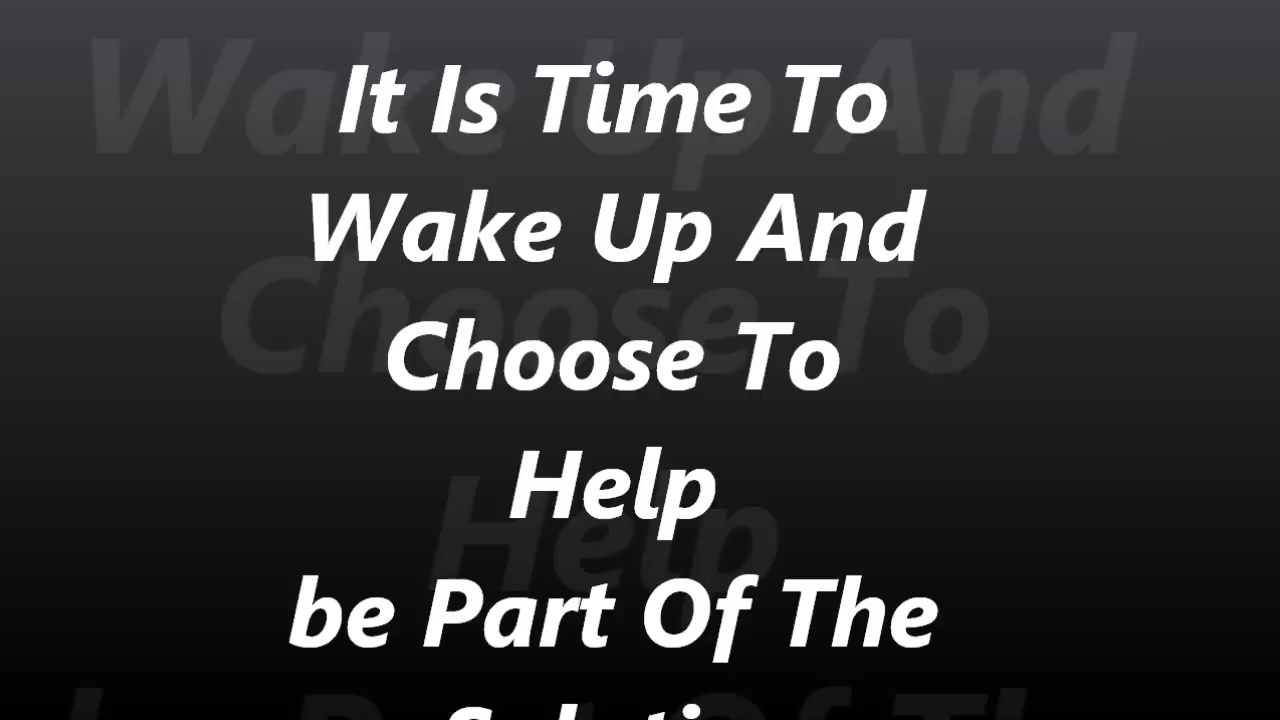 It Is Time To
Wake Up And
Choose To
Help
be Part Of The